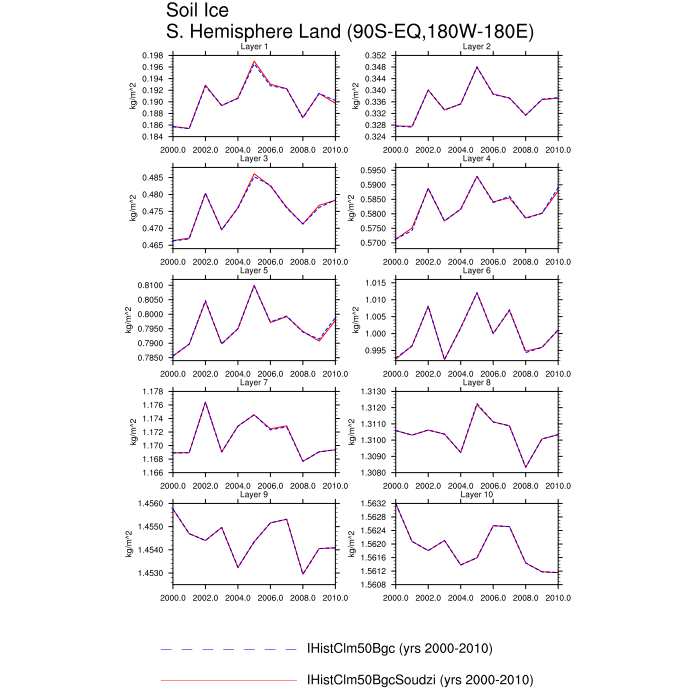 Soil Ice
S. Hemisphere Land (90S-EQ,180W-180E)
Layer 1
kg/m^2
0.198
0.196
0.194
0.192
0.190
0.188
0.186
0.184
2000.0 2002.0 2004.0 2006.0 2008.0 2010.0
Layer 2
kg/m^2
0.352
0.348
0.344
0.340
0.336
0.332
0.328
0.324
2000.0 2002.0 2004.0 2006.0 2008.0 2010.0
Layer 3
kg/m^2
0.485
0.480
0.475
0.470
0.465
2000.0 2002.0 2004.0 2006.0 2008.0 2010.0
Layer 4
kg/m^2
0.5950
0.5900
0.5850
0.5800
0.5750
0.5700
2000.0 2002.0 2004.0 2006.0 2008.0 2010.0
Layer 5
kg/m^2
0.8100
0.8050
0.8000
0.7950
0.7900
0.7850
2000.0 2002.0 2004.0 2006.0 2008.0 2010.0
Layer 6
kg/m^2
1.015
1.010
1.005
1.000
0.995
2000.0 2002.0 2004.0 2006.0 2008.0 2010.0
Layer 7
kg/m^2
1.178
1.176
1.174
1.172
1.170
1.168
1.166
2000.0 2002.0 2004.0 2006.0 2008.0 2010.0
Layer 8
kg/m^2
1.3130
1.3120
1.3110
1.3100
1.3090
1.3080
2000.0 2002.0 2004.0 2006.0 2008.0 2010.0
Layer 9
kg/m^2
1.4560
1.4550
1.4540
1.4530
2000.0 2002.0 2004.0 2006.0 2008.0 2010.0
Layer 10
kg/m^2
1.5632
1.5628
1.5624
1.5620
1.5616
1.5612
1.5608
2000.0 2002.0 2004.0 2006.0 2008.0 2010.0
IHistClm50Bgc (yrs 2000-2010)
IHistClm50BgcSoudzi (yrs 2000-2010)